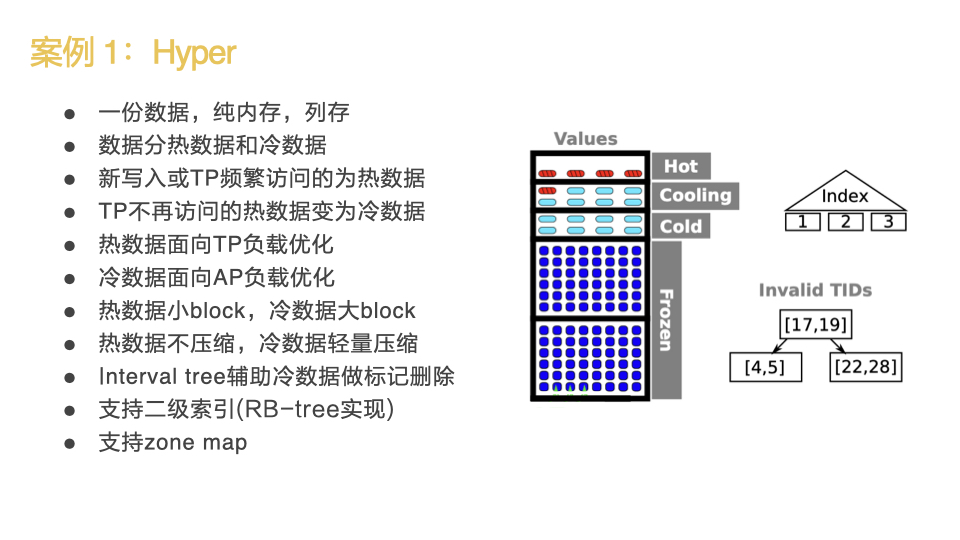 案例 1：Hyper
● 一份数据，纯内存，列存
● 数据分热数据和冷数据
● 新写入或TP频繁访问的为热数据
● TP不再访问的热数据变为冷数据
● 热数据面向TP负载优化
● 冷数据面向AP负载优化
● 热数据小block，冷数据大block
● 热数据不压缩，冷数据轻量压缩
● Interval tree辅助冷数据做标记删除
● 支持二级索引(RB-tree实现)
● 支持zone map
Values
Hot
Cooling
Cold
Frozen
Index
1 2 3
Invalid TIDs
[17,19]
[4,5] [22,28]